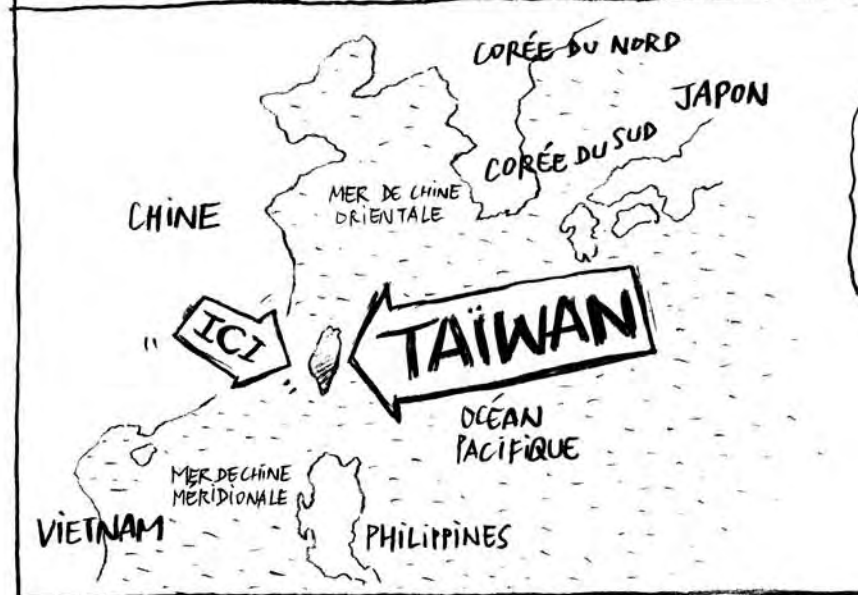 CORÉE DU NORD
JAPON
CORÉE DU SUD
MER DE CHINE
ORIENTALE
CHINE
ICI
TAÏWAN
OCÉAN
PACIFIQUE
MER DE CHINE
MÉRIDIONALE
VIETNAM
PHILIPPINES